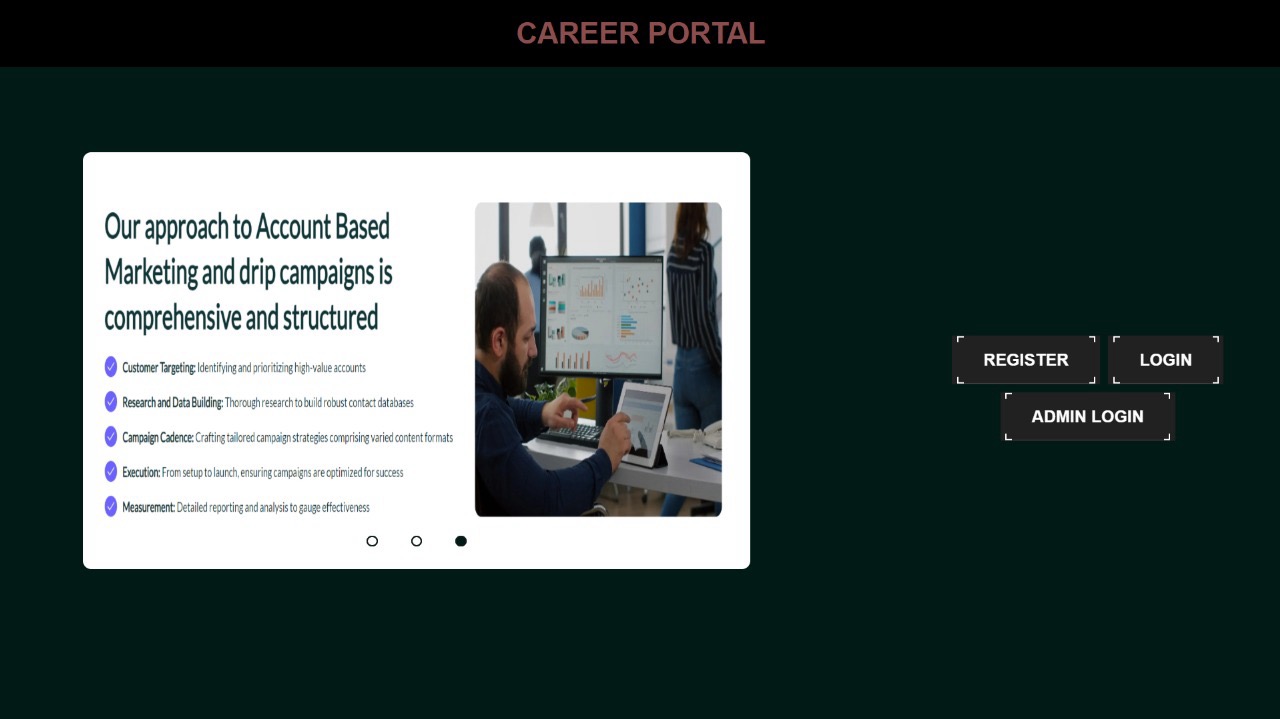 CAREER PORTAL
Our approach to Account Based
Marketing and drip campaigns is
comprehensive and structured
Customer Targeting: Identifying and prioritizing high-value accounts
Research and Data Building: Thorough research to build robust contact databases
Campaign Cadence: Crafting tailored campaign strategies comprising varied content formats
Execution: From setup to launch, ensuring campaigns are optimized for success
Measurement: Detailed reporting and analysis to gauge effectiveness
REGISTER
LOGIN
ADMIN LOGIN